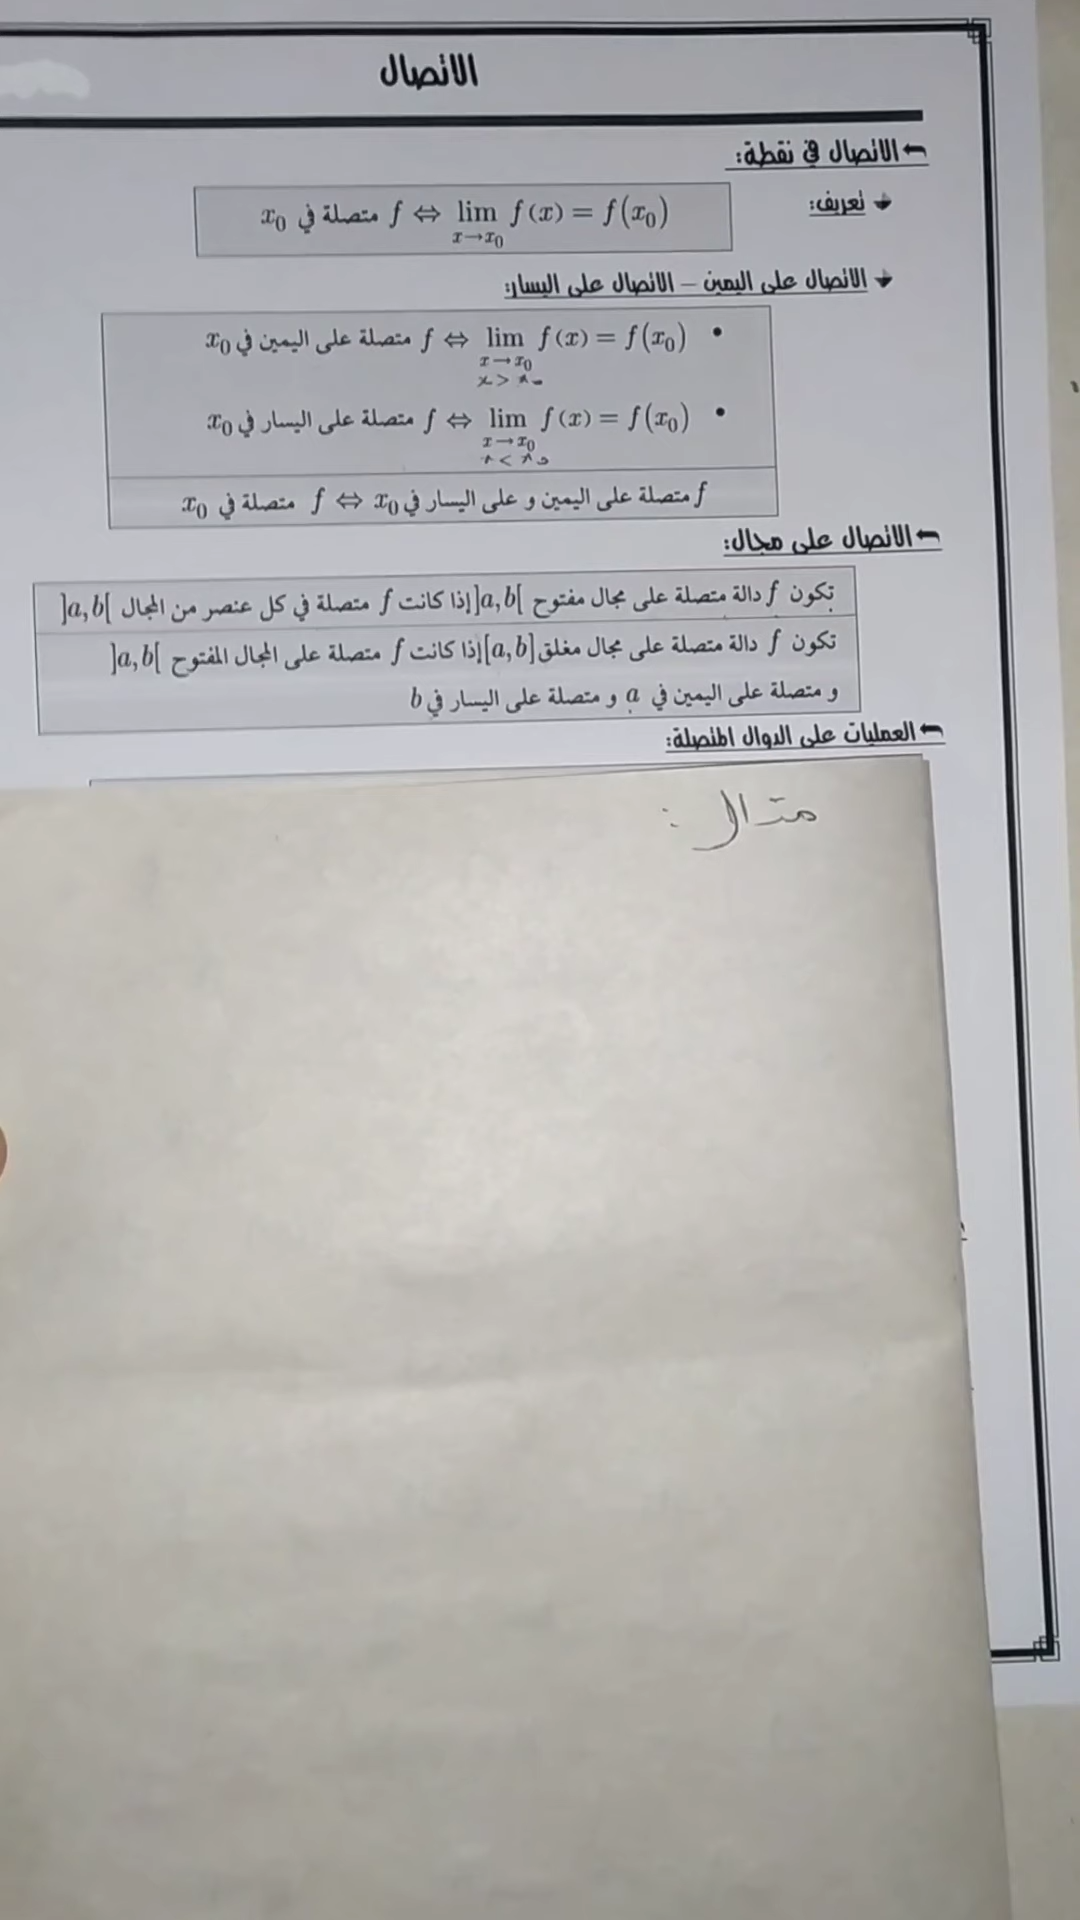 الاتصال
الاتصال في نقطة:
تعريف:
lim f(x) = f(x₀) ⇔ f متصلة في x₀
x→x₀
الاتصال على اليمين – الاتصال على اليسار:
• lim f(x) = f(x₀) ⇔ f متصلة على اليمين في x₀
x→x₀
x > x₀
• lim f(x) = f(x₀) ⇔ f متصلة على اليسار في x₀
x→x₀
x < x₀
f متصلة على اليمين و على اليسار في x₀ ⇔ f متصلة في x₀
الاتصال على مجال:
تكون f دالة متصلة على مجال مفتوح ]a,b[ إذا كانت f متصلة في كل عنصر من المجال ]a,b[
تكون f دالة متصلة على مجال مغلق [a,b] إذا كانت f متصلة على المجال المفتوح ]a,b[
و متصلة على اليمين في a و متصلة على اليسار في b
العمليات على الدوال المتصلة:
متال :